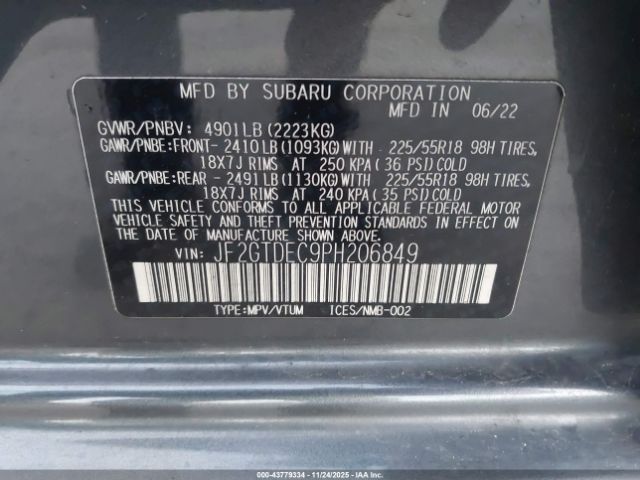 MFD BY SUBARU CORPORATION
MFD IN 06/22
GVWR/PNBV: 4901LB(2223KG)
GAWR/PNBE:FRONT- 2410LB(1093KG)WITH - 225/55R18 98H TIRES,
18X7J RIMS AT 250 KPA(36 PSI)COLD
GAWR/PNBE:REAR - 2491LB(1130KG)WITH - 225/55R18 98H TIRES,
18X7J RIMS AT 240 KPA(35 PSI)COLD
THIS VEHICLE CONFORMS TO ALL APPLICABLE FEDERAL MOTOR
VEHICLE SAFETY AND THEFT PREVENTION STANDARDS IN EFFECT ON
THE DATE OF MANUFACTURE SHOWN ABOVE.
VIN: JF2GTDEC9PH206849
TYPE:MPV/VTUM ICES/NMB-002
000-43779334 - 11/24/2025 - IAAI.COM